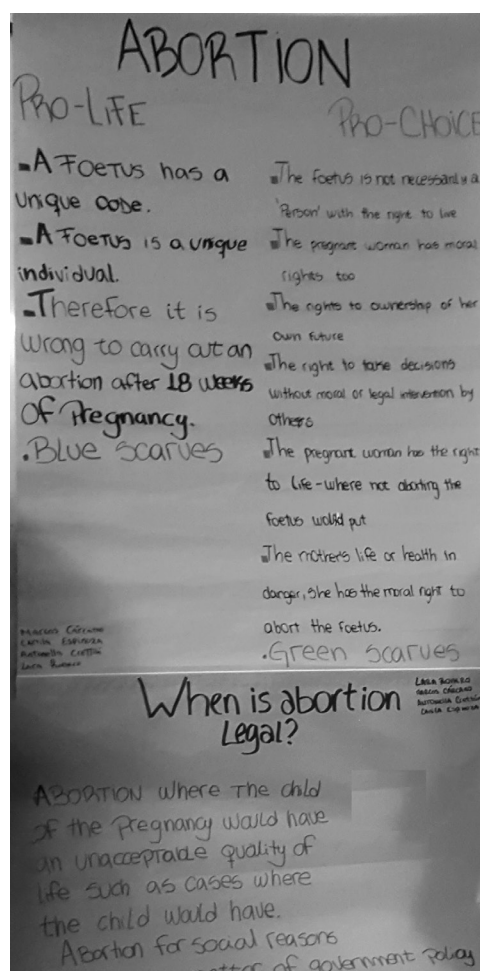 ABORTION
PRO-LIFE
A FOETUS has a
unique CODE.
A FOETUS is a unique
individual.
Therefore it is
wrong to carry out an
abortion after 18 weeks
OF Pregnancy.
.Blue scarves
PRO-CHOICE
The foetus is not necessarily a
'Person' with the right to live
The pregnant woman has moral
rights too
The rights to ownership of her
own future
The right to take decisions
without moral or legal intervention by
others
The pregnant woman has the right
to life-where not aborting the
foetus would put
The mother's life or health in
danger, she has the moral right to
abort the foetus.
.Green scarves
Lara Romero
When is abortion
Legal?
LARA ROMERO
ABORTION where The child
of the pregnancy would have
an unacceptable quality of
life such as cases where
the child would have.
Abortion for social reasons
of government policy